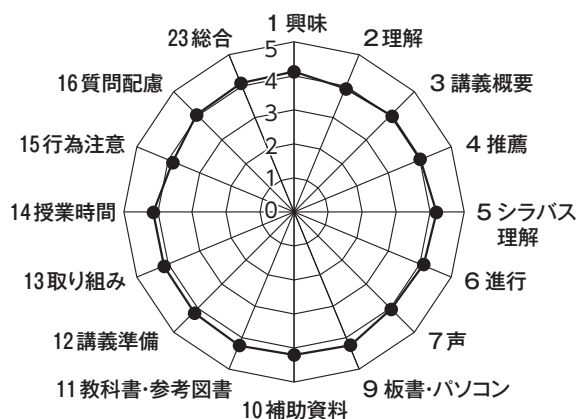 1 興味
2 理解
3 講義概要
4 推薦
5 シラバス
理解
6 進行
7 声
9 板書・パソコン
10 補助資料
11 教科書・参考図書
12 講義準備
13 取り組み
14 授業時間
15 行為注意
16 質問配慮
23 総合
5
4
3
2
1
0